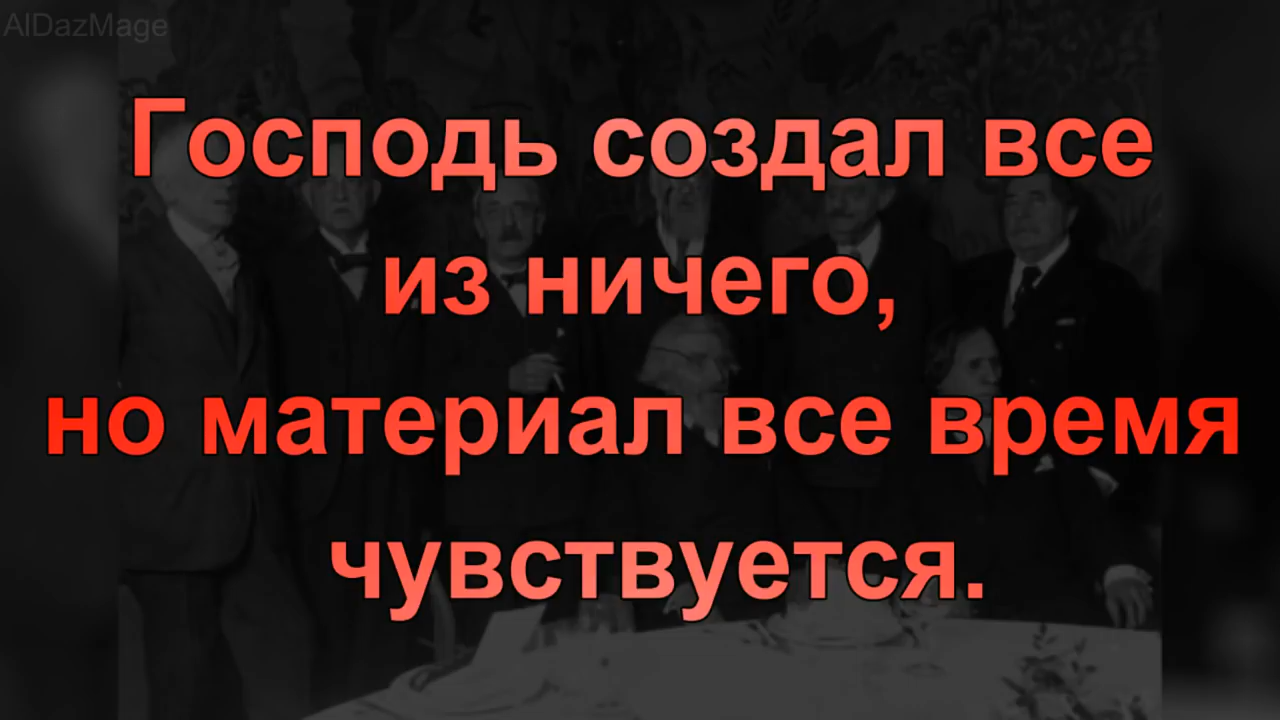 AlDazMage
Господь создал все
из ничего,
но материал все время
чувствуется.